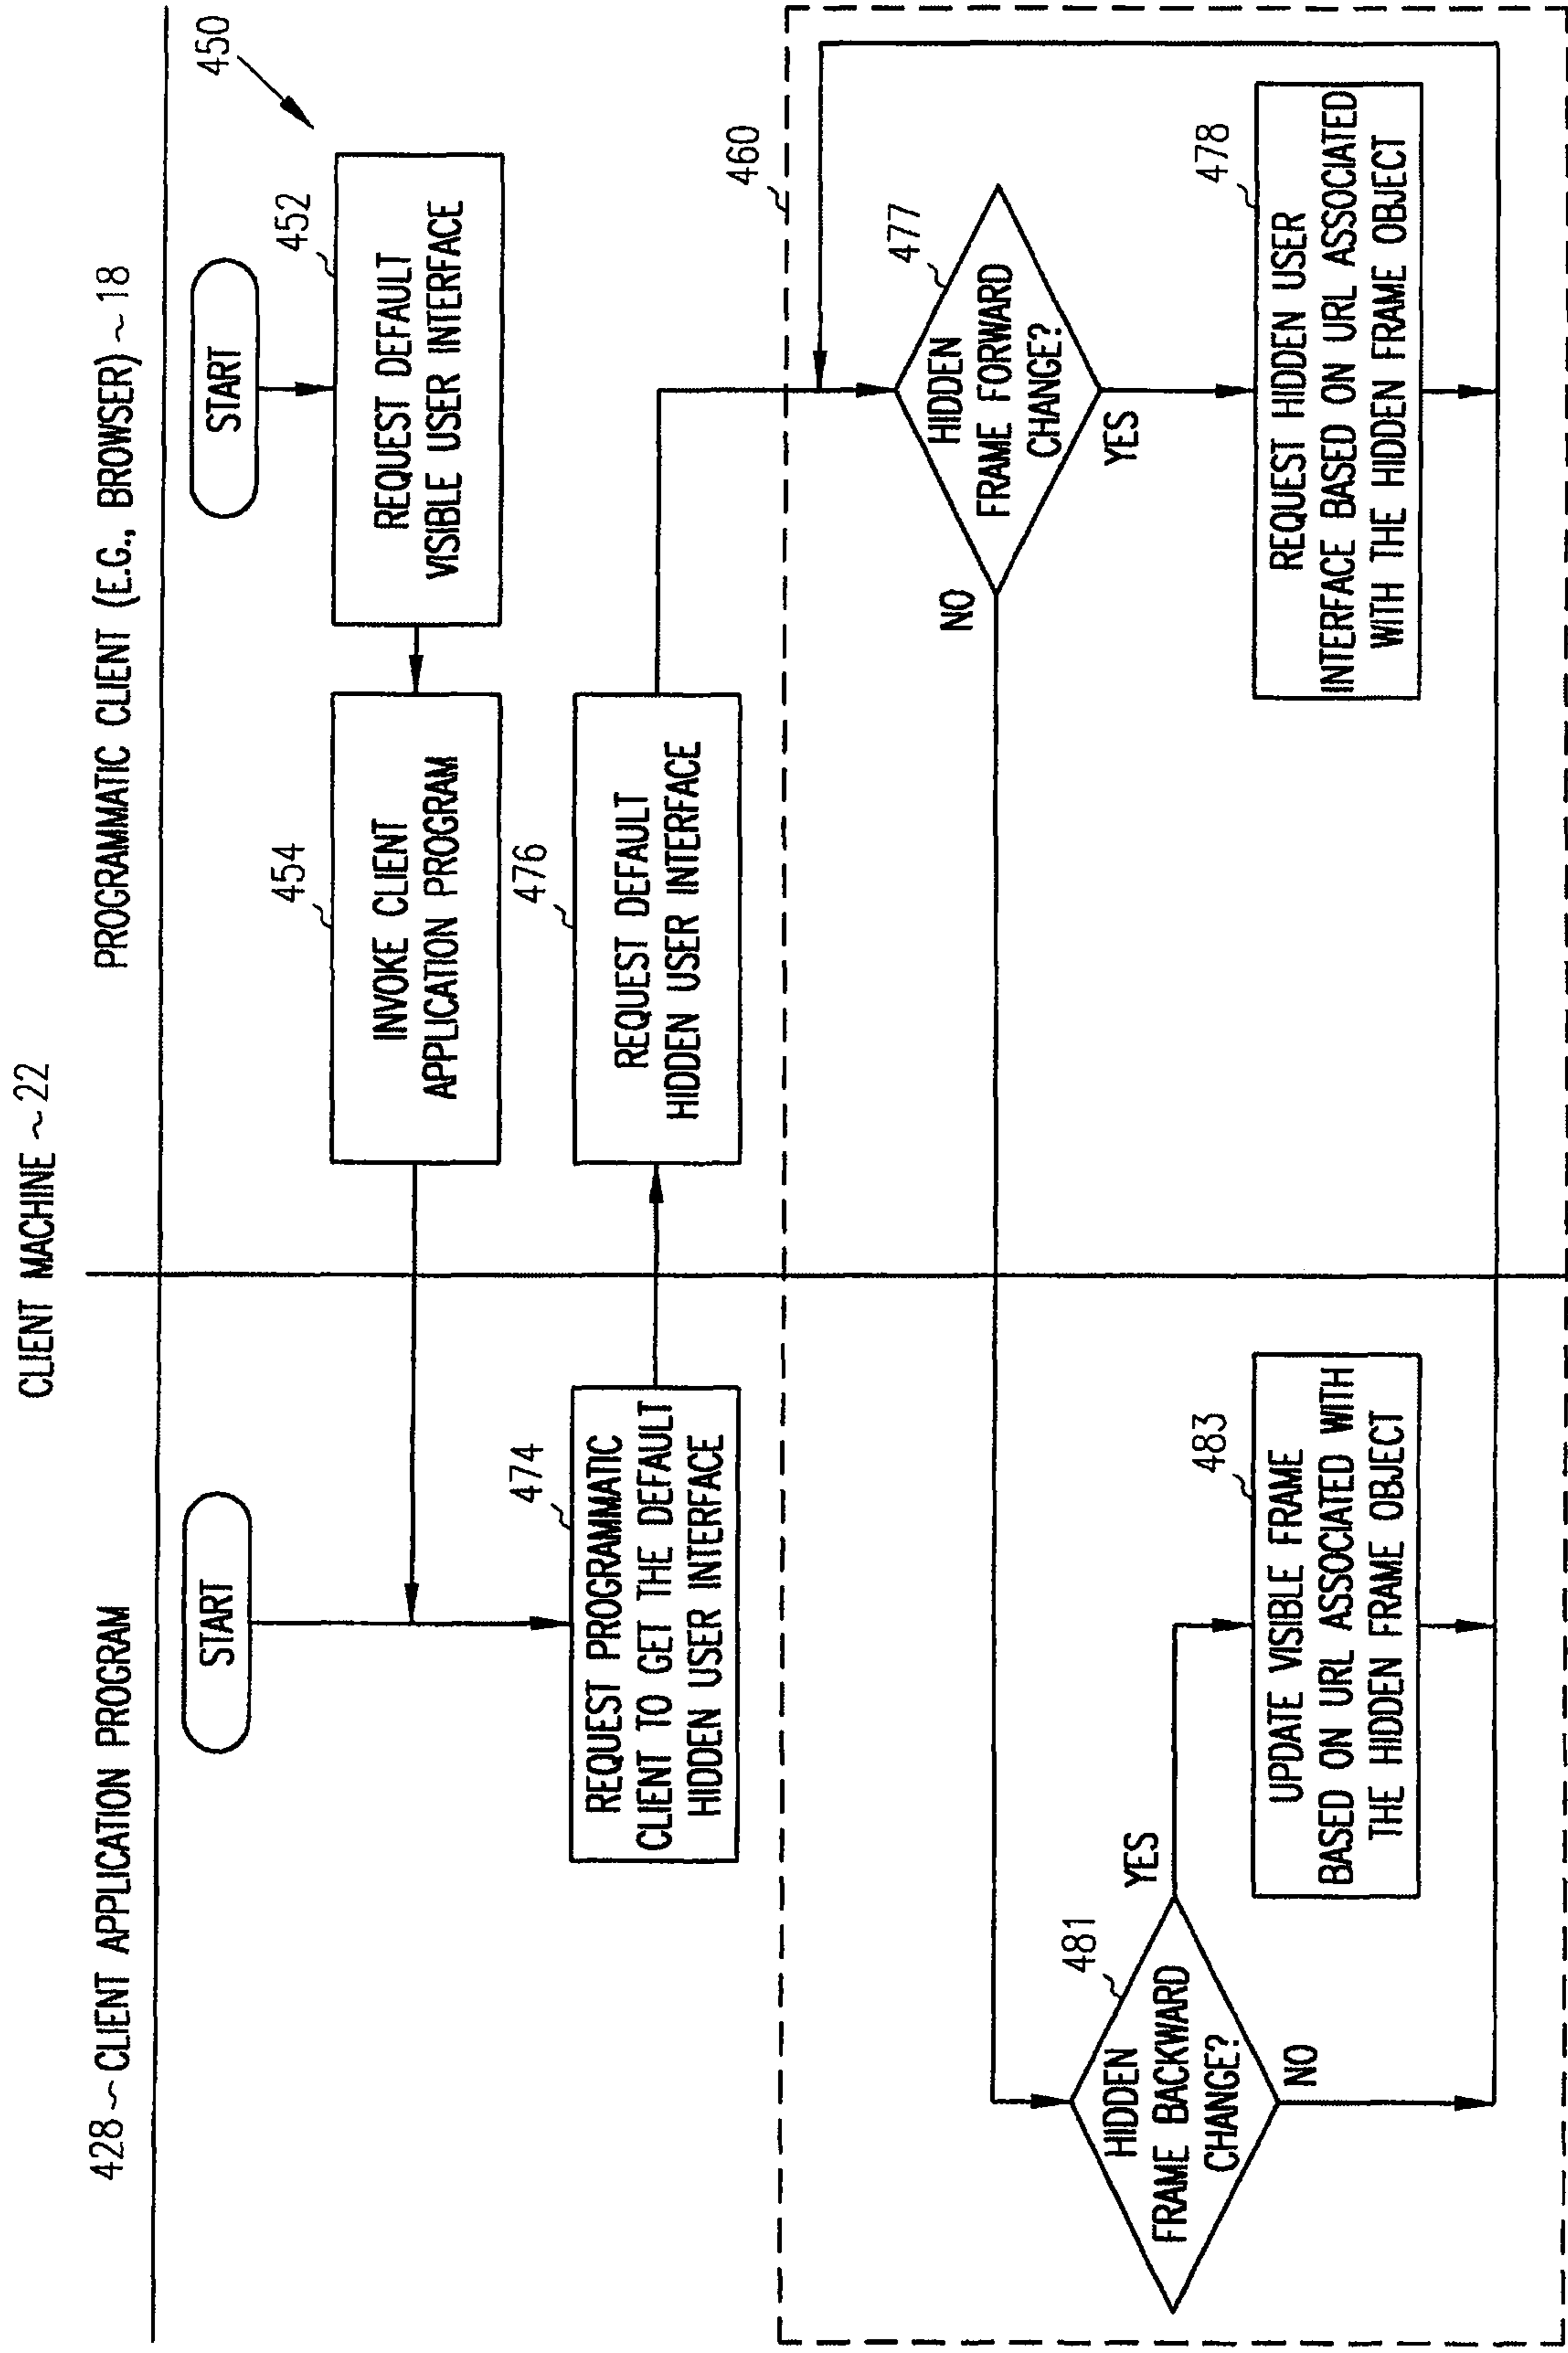 CLIENT MACHINE ~22
428~CLIENT APPLICATION PROGRAM
PROGRAMMATIC CLIENT (E.G., BROWSER)~18
450
START
START
452
REQUEST DEFAULT
VISIBLE USER INTERFACE
454
INVOKE CLIENT
APPLICATION PROGRAM
474
REQUEST PROGRAMMATIC
CLIENT TO GET THE DEFAULT
HIDDEN USER INTERFACE
476
REQUEST DEFAULT
HIDDEN USER INTERFACE
460
477
HIDDEN
FRAME FORWARD
CHANGE?
NO
YES
481
HIDDEN
FRAME BACKWARD
CHANGE?
YES
NO
483
UPDATE VISIBLE FRAME
BASED ON URL ASSOCIATED WITH
THE HIDDEN FRAME OBJECT
478
REQUEST HIDDEN USER
INTERFACE BASED ON URL ASSOCIATED
WITH THE HIDDEN FRAME OBJECT